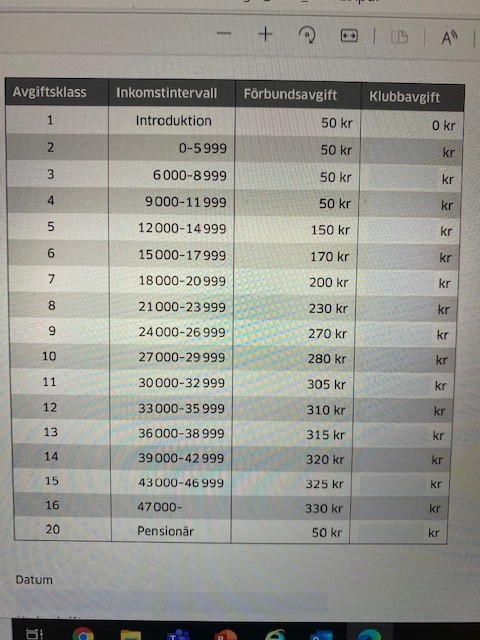 Avgiftsklass Inkomstintervall Förbundsavgift Klubbavgift
1 Introduktion 50 kr 0 kr
2 0-5 999 50 kr kr
3 6 000-8 999 50 kr kr
4 9 000-11 999 50 kr kr
5 12 000-14 999 150 kr kr
6 15 000-17 999 170 kr kr
7 18 000-20 999 200 kr kr
8 21 000-23 999 230 kr kr
9 24 000-26 999 270 kr kr
10 27 000-29 999 280 kr kr
11 30 000-32 999 305 kr kr
12 33 000-35 999 310 kr kr
13 36 000-38 999 315 kr kr
14 39 000-42 999 320 kr kr
15 43 000-46 999 325 kr kr
16 47 000- 330 kr kr
20 Pensionär 50 kr kr
Datum